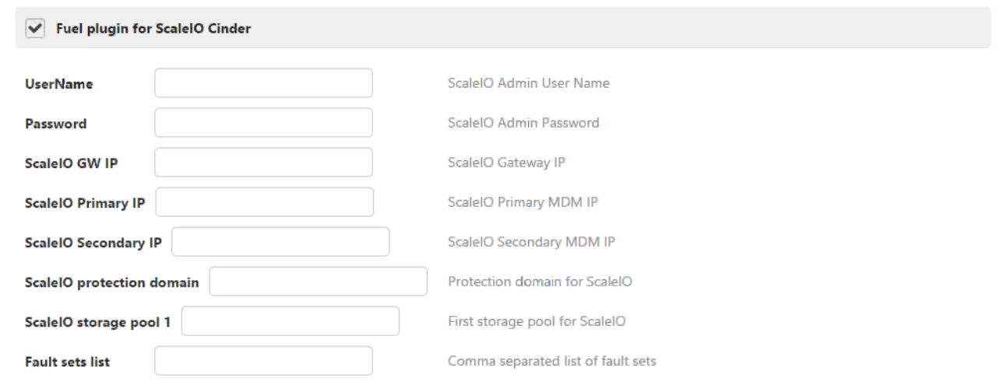 Fuel plugin for ScaleIO Cinder
UserName ScaleIO Admin User Name
Password ScaleIO Admin Password
ScaleIO GW IP ScaleIO Gateway IP
ScaleIO Primary IP ScaleIO Primary MDM IP
ScaleIO Secondary IP ScaleIO Secondary MDM IP
ScaleIO protection domain Protection domain for ScaleIO
ScaleIO storage pool 1 First storage pool for ScaleIO
Fault sets list Comma separated list of fault sets